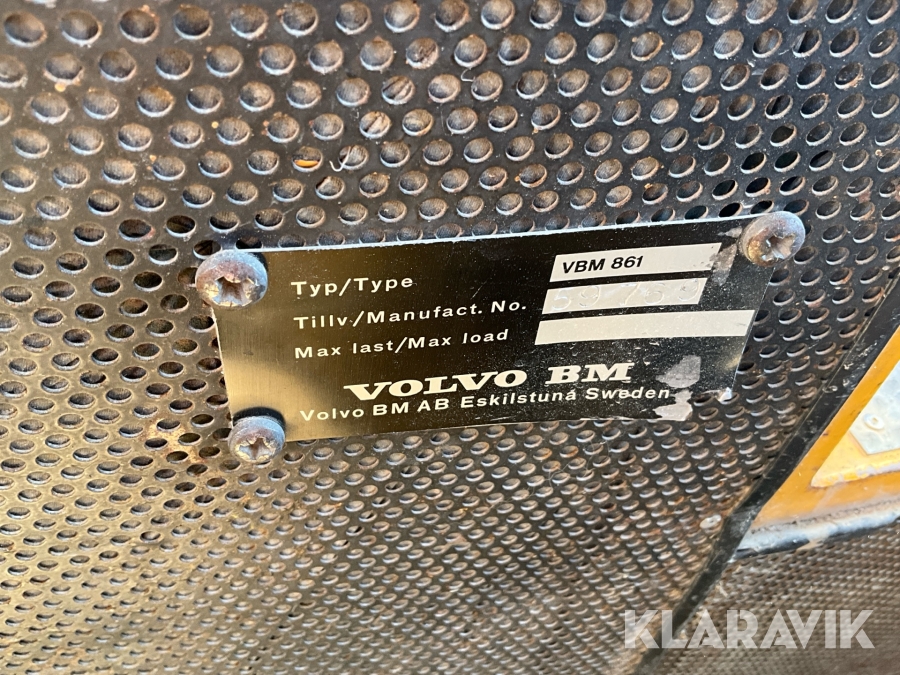 KLARAVIK
Typ/Type VBM 861
Tillv./Manufact. No.
Max last/Max load
VOLVO BM
Volvo BM AB Eskilstuna Sweden
KLARAVIK